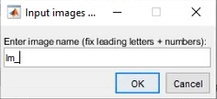 Input images ...
Enter image name (fix leading letters + numbers):
Im_
OK
Cancel